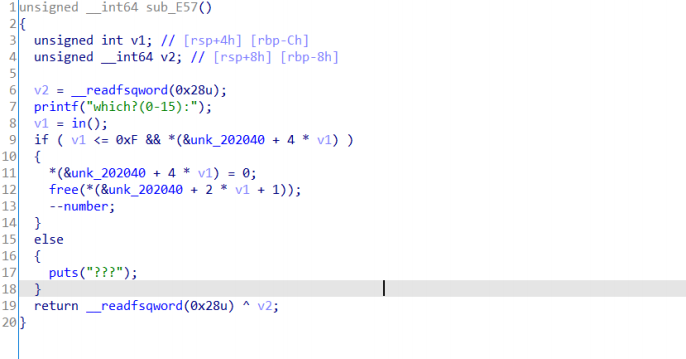 1 unsigned __int64 sub_E57()
2 {
3   unsigned int v1; // [rsp+4h] [rbp-Ch]
4   unsigned __int64 v2; // [rsp+8h] [rbp-8h]
5
6   v2 = __readfsqword(0x28u);
7   printf("which?(0-15):");
8   v1 = in();
9   if ( v1 <= 0xF && *(&unk_202040 + 4 * v1) )
10   {
11     *(&unk_202040 + 4 * v1) = 0;
12     free(*(&unk_202040 + 2 * v1 + 1));
13     --number;
14   }
15   else
16   {
17     puts("???");
18   }
19   return __readfsqword(0x28u) ^ v2;
20 }